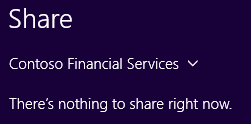 Share
Contoso Financial Services
There's nothing to share right now.